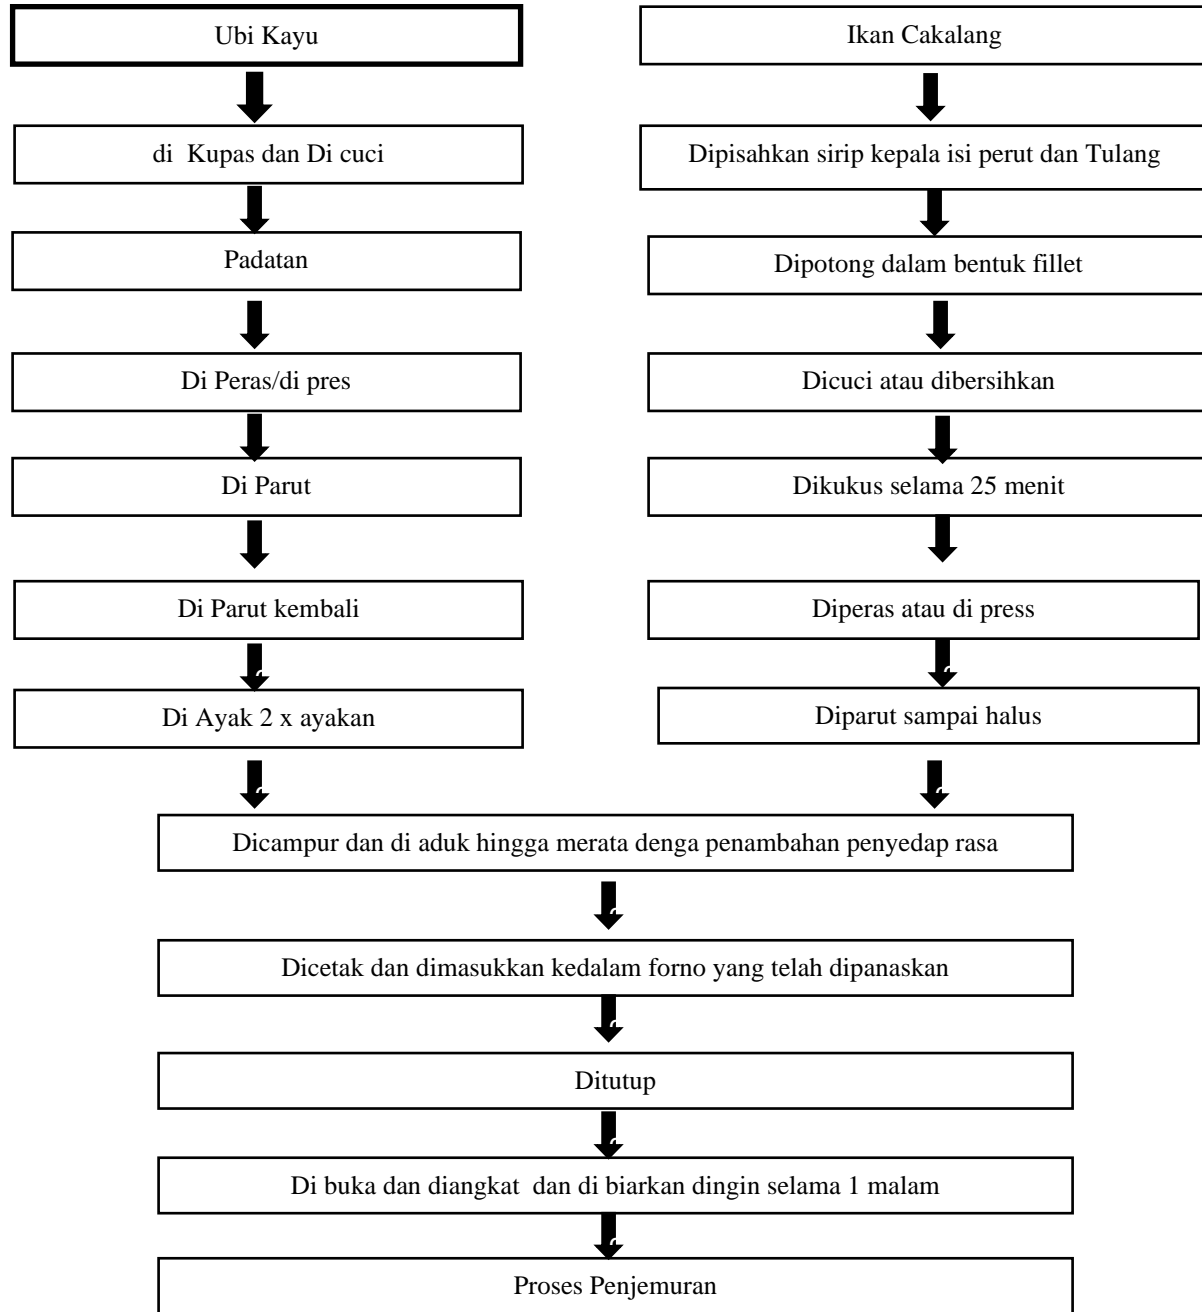 Ubi Kayu
di Kupas dan Di cuci
Padatan
Di Peras/di pres
Di Parut
Di Parut kembali
Di Ayak 2 x ayakan
Ikan Cakalang
Dipisahkan sirip kepala isi perut dan Tulang
Dipotong dalam bentuk fillet
Dicuci atau dibersihkan
Dikukus selama 25 menit
Diperas atau di press
Diparut sampai halus
Dicampur dan di aduk hingga merata denga penambahan penyedap rasa
Dicetak dan dimasukkan kedalam forno yang telah dipanaskan
Ditutup
Di buka dan diangkat dan di biarkan dingin selama 1 malam
Proses Penjemuran